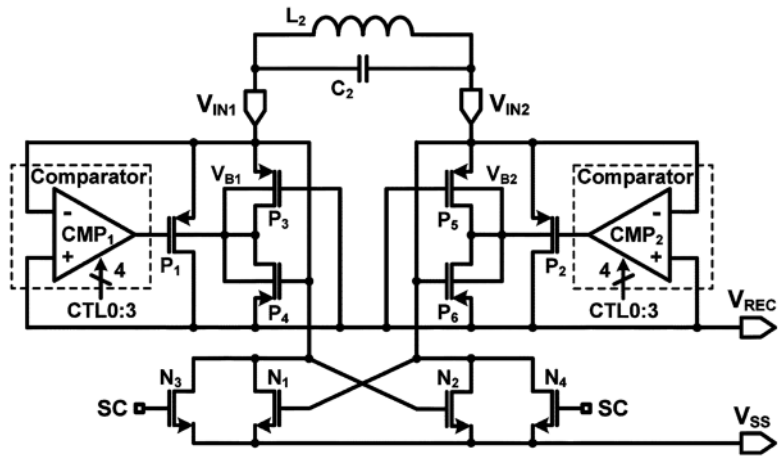 L2
C2
VIN1
VIN2
Comparator
VB1
VB2
Comparator
-
CMP1
+
P3
P5
-
CMP2
+
P1
P2
4
4
CTL0:3
P4
P6
CTL0:3
VREC
N3
N1
N2
N4
SC
SC
VSS